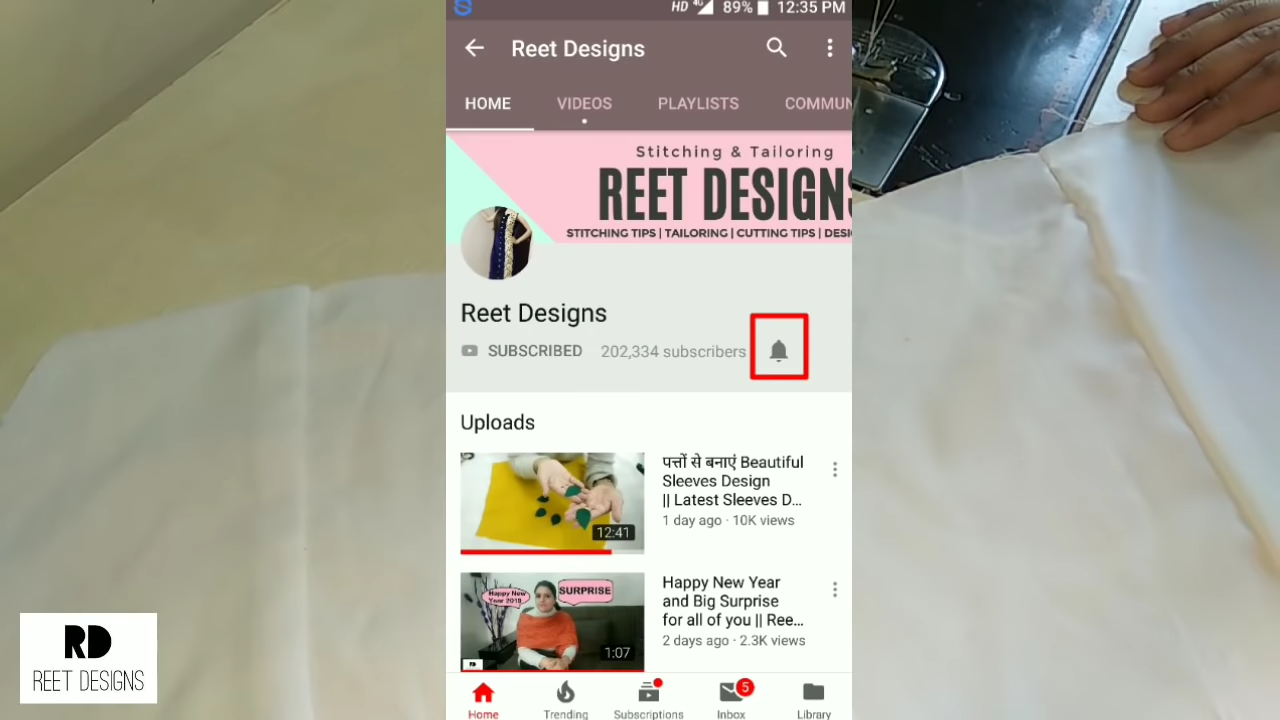 HD 4G 89% 12:35 PM
Reet Designs
HOME VIDEOS PLAYLISTS COMMUN
Stitching & Tailoring
REET DESIGNS
STITCHING TIPS | TAILORING | CUTTING TIPS | DESI
Reet Designs
SUBSCRIBED 202,334 subscribers
Uploads
पत्तों से बनाएं Beautiful
Sleeves Design
|| Latest Sleeves D...
1 day ago · 10K views
12:41
Happy New Year
and Big Surprise
for all of you || Ree...
2 days ago · 2.3K views
Happy New
Year 2019
SURPRISE
1:07
RD
Home Trending Subscriptions Inbox Library
5
RD
REET DESIGNS